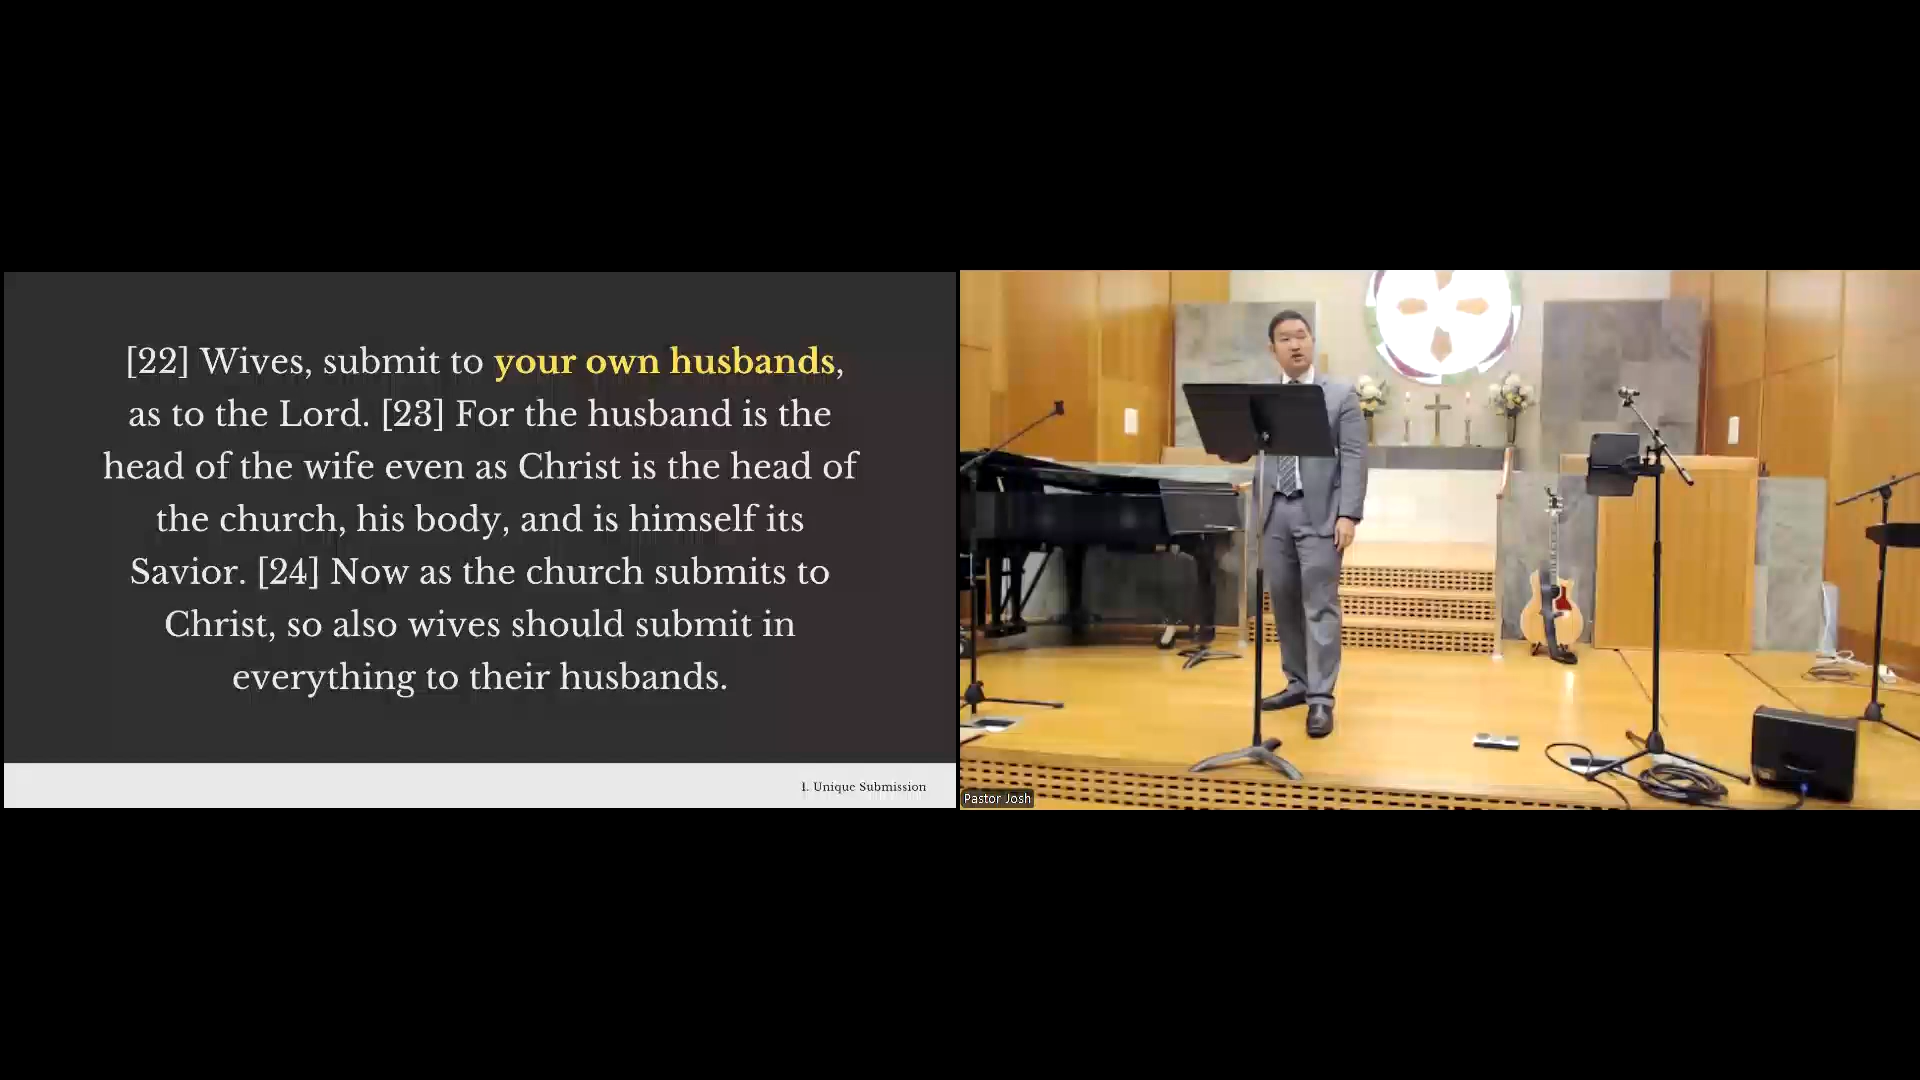 [22] Wives, submit to your own husbands,
as to the Lord. [23] For the husband is the
head of the wife even as Christ is the head of
the church, his body, and is himself its
Savior. [24] Now as the church submits to
Christ, so also wives should submit in
everything to their husbands.
1. Unique Submission
Pastor Josh